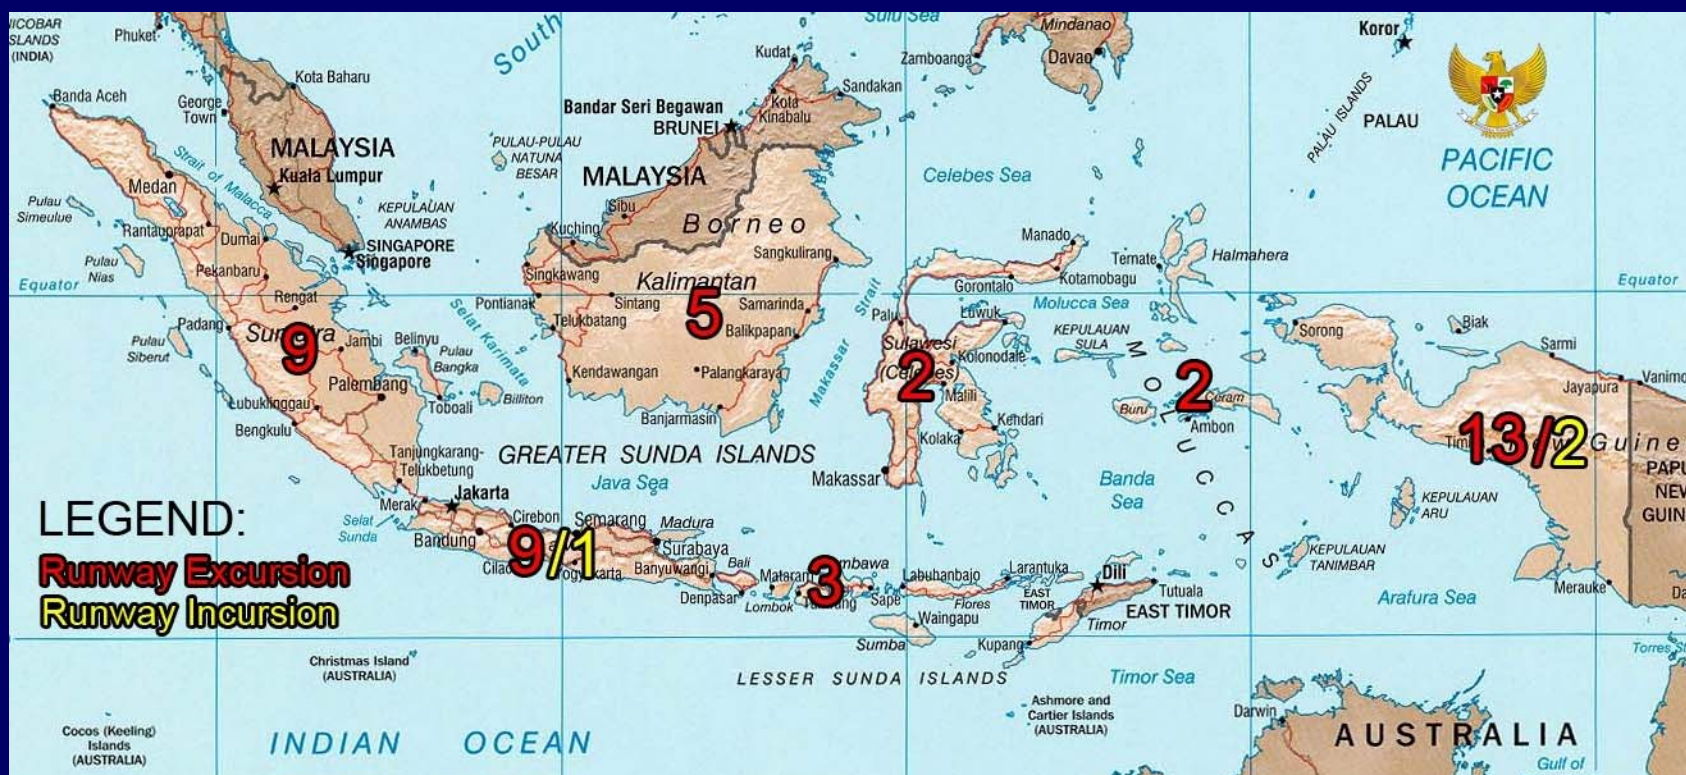 NICOBAR
ISLANDS
(INDIA)
Phuket
South
Sulu Sea
Mindanao
Zamboanga
Davao
Koror
PALAU ISLANDS
PALAU
PACIFIC
OCEAN
Banda Aceh
George
Town
Kota Baharu
MALAYSIA
Kuala Lumpur
Strait of Malacca
Medan
Pulau
Simeulue
Rantauprapat
Dumai
KEPULAUAN
ANAMBAS
SINGAPORE
Singapore
PULAU-PULAU
NATUNA
BESAR
Kudat
Sandakan
Kota
Kinabalu
Bandar Seri Begawan
BRUNEI
MALAYSIA
Sibu
Kuching
Borneo
Celebes Sea
Pulau
Nias
Pekanbaru
Equator
Rengat
Singkawang
Kalimantan
Sangkulirang
Pontianak
Sintang
Samarinda
Telukbatang
Balikpapan
5
Manado
Kotamobagu
Gorontalo
Ternate
Halmahera
Molucca Sea
Equator
Padang
Pulau
Siberut
Sumatra
9
Jambi
Belinyu
Pulau
Bangka
Selat Karimata
Palembang
Toboali
Billiton
Lubuklinggau
Bengkulu
Kendawangan
Palangkaraya
Banjarmasin
Makassar Strait
Palu
Luwuk
Sulawesi
(Celebes)
2
Kolonodale
Malili
Kolaka
Kendari
Makassar
KEPULAUAN
SULA
MOLUCCAS
2
Buru
Ceram
Ambon
Sorong
Biak
Sarmi
Jayapura
Vanimo
13/2
New Guinea
Tanjungkarang-
Telukbetung
GREATER SUNDA ISLANDS
Java Sea
Banda
Sea
KEPULAUAN
ARU
KEPULAUAN
TANIMBAR
Merauke
Merak
Jakarta
Selat
Sunda
Bandung
Cirebon
Semarang
Madura
Surabaya
9/1
Yogyakarta
Banyuwangi
Bali
Denpasar
Mataram
Lombok
3
Sape
Labuhanbajo
Flores
Larantuka
EAST
TIMOR
Dili
Tutuala
EAST TIMOR
Timor
Waingapu
Sumba
Kupang
Arafura Sea
LEGEND:
Runway Excursion
Runway Incursion
Christmas Island
(AUSTRALIA)
LESSER SUNDA ISLANDS
Timor Sea
Ashmore and
Cartier Islands
(AUSTRALIA)
Cocos (Keeling)
Islands
(AUSTRALIA)
INDIAN OCEAN
Darwin
AUSTRALIA
Gulf of